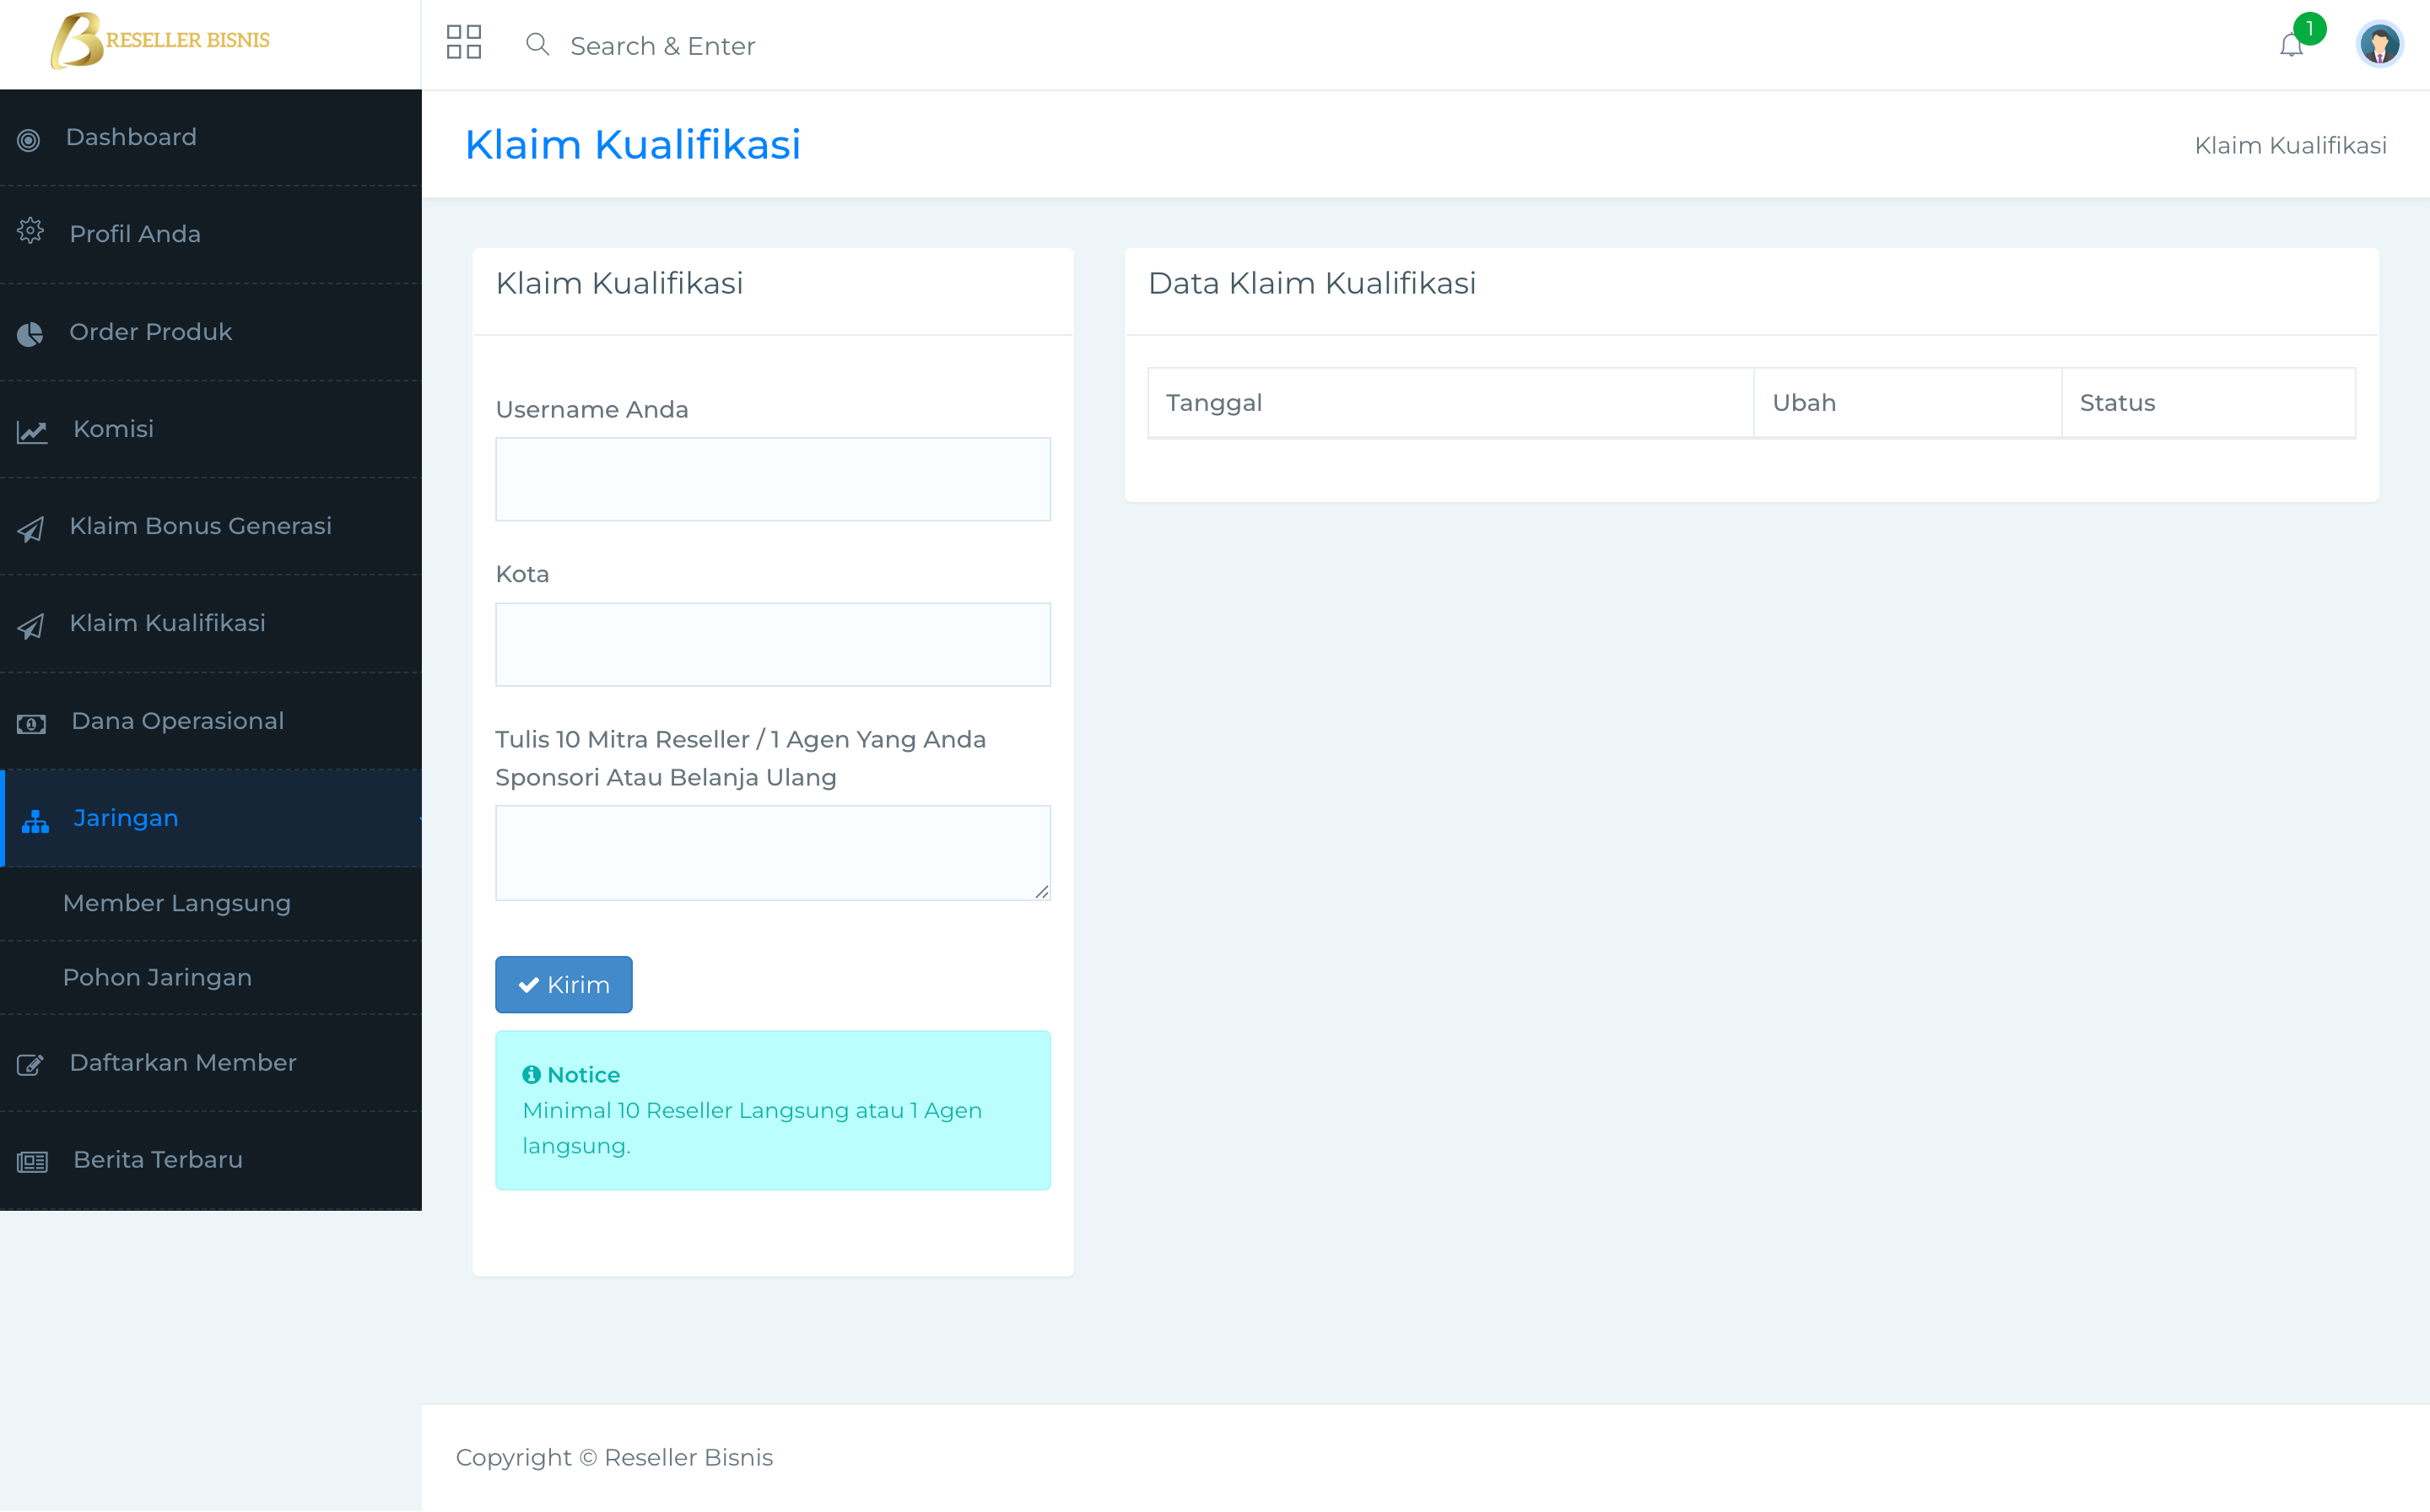 RESELLER BISNIS
Search & Enter
1
Dashboard
Profil Anda
Order Produk
Komisi
Klaim Bonus Generasi
Klaim Kualifikasi
Dana Operasional
Jaringan
Member Langsung
Pohon Jaringan
Daftarkan Member
Berita Terbaru
Klaim Kualifikasi
Klaim Kualifikasi
Klaim Kualifikasi
Username Anda
Kota
Tulis 10 Mitra Reseller / 1 Agen Yang Anda
Sponsori Atau Belanja Ulang
Kirim
Notice
Minimal 10 Reseller Langsung atau 1 Agen
langsung.
Data Klaim Kualifikasi
Tanggal Ubah Status
Copyright © Reseller Bisnis